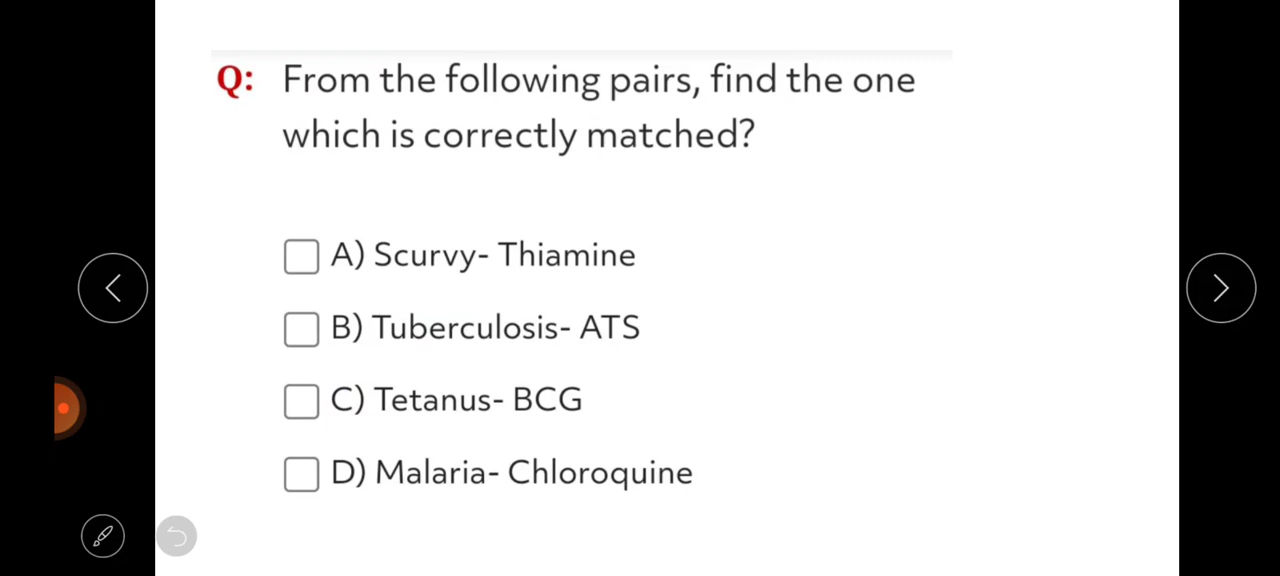 Q: From the following pairs, find the one
which is correctly matched?
A) Scurvy- Thiamine
B) Tuberculosis- ATS
C) Tetanus- BCG
D) Malaria- Chloroquine